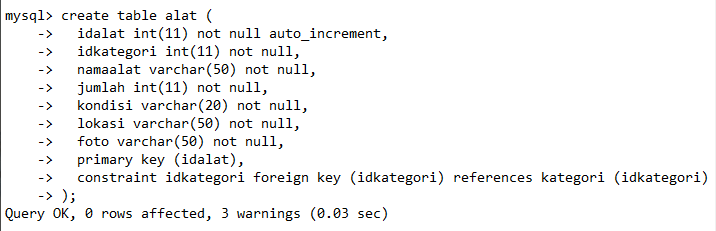 mysql> create table alat (
    ->   idalat int(11) not null auto_increment,
    ->   idkategori int(11) not null,
    ->   namaalat varchar(50) not null,
    ->   jumlah int(11) not null,
    ->   kondisi varchar(20) not null,
    ->   lokasi varchar(50) not null,
    ->   foto varchar(50) not null,
    ->   primary key (idalat),
    ->   constraint idkategori foreign key (idkategori) references kategori (idkategori)
    -> );
Query OK, 0 rows affected, 3 warnings (0.03 sec)